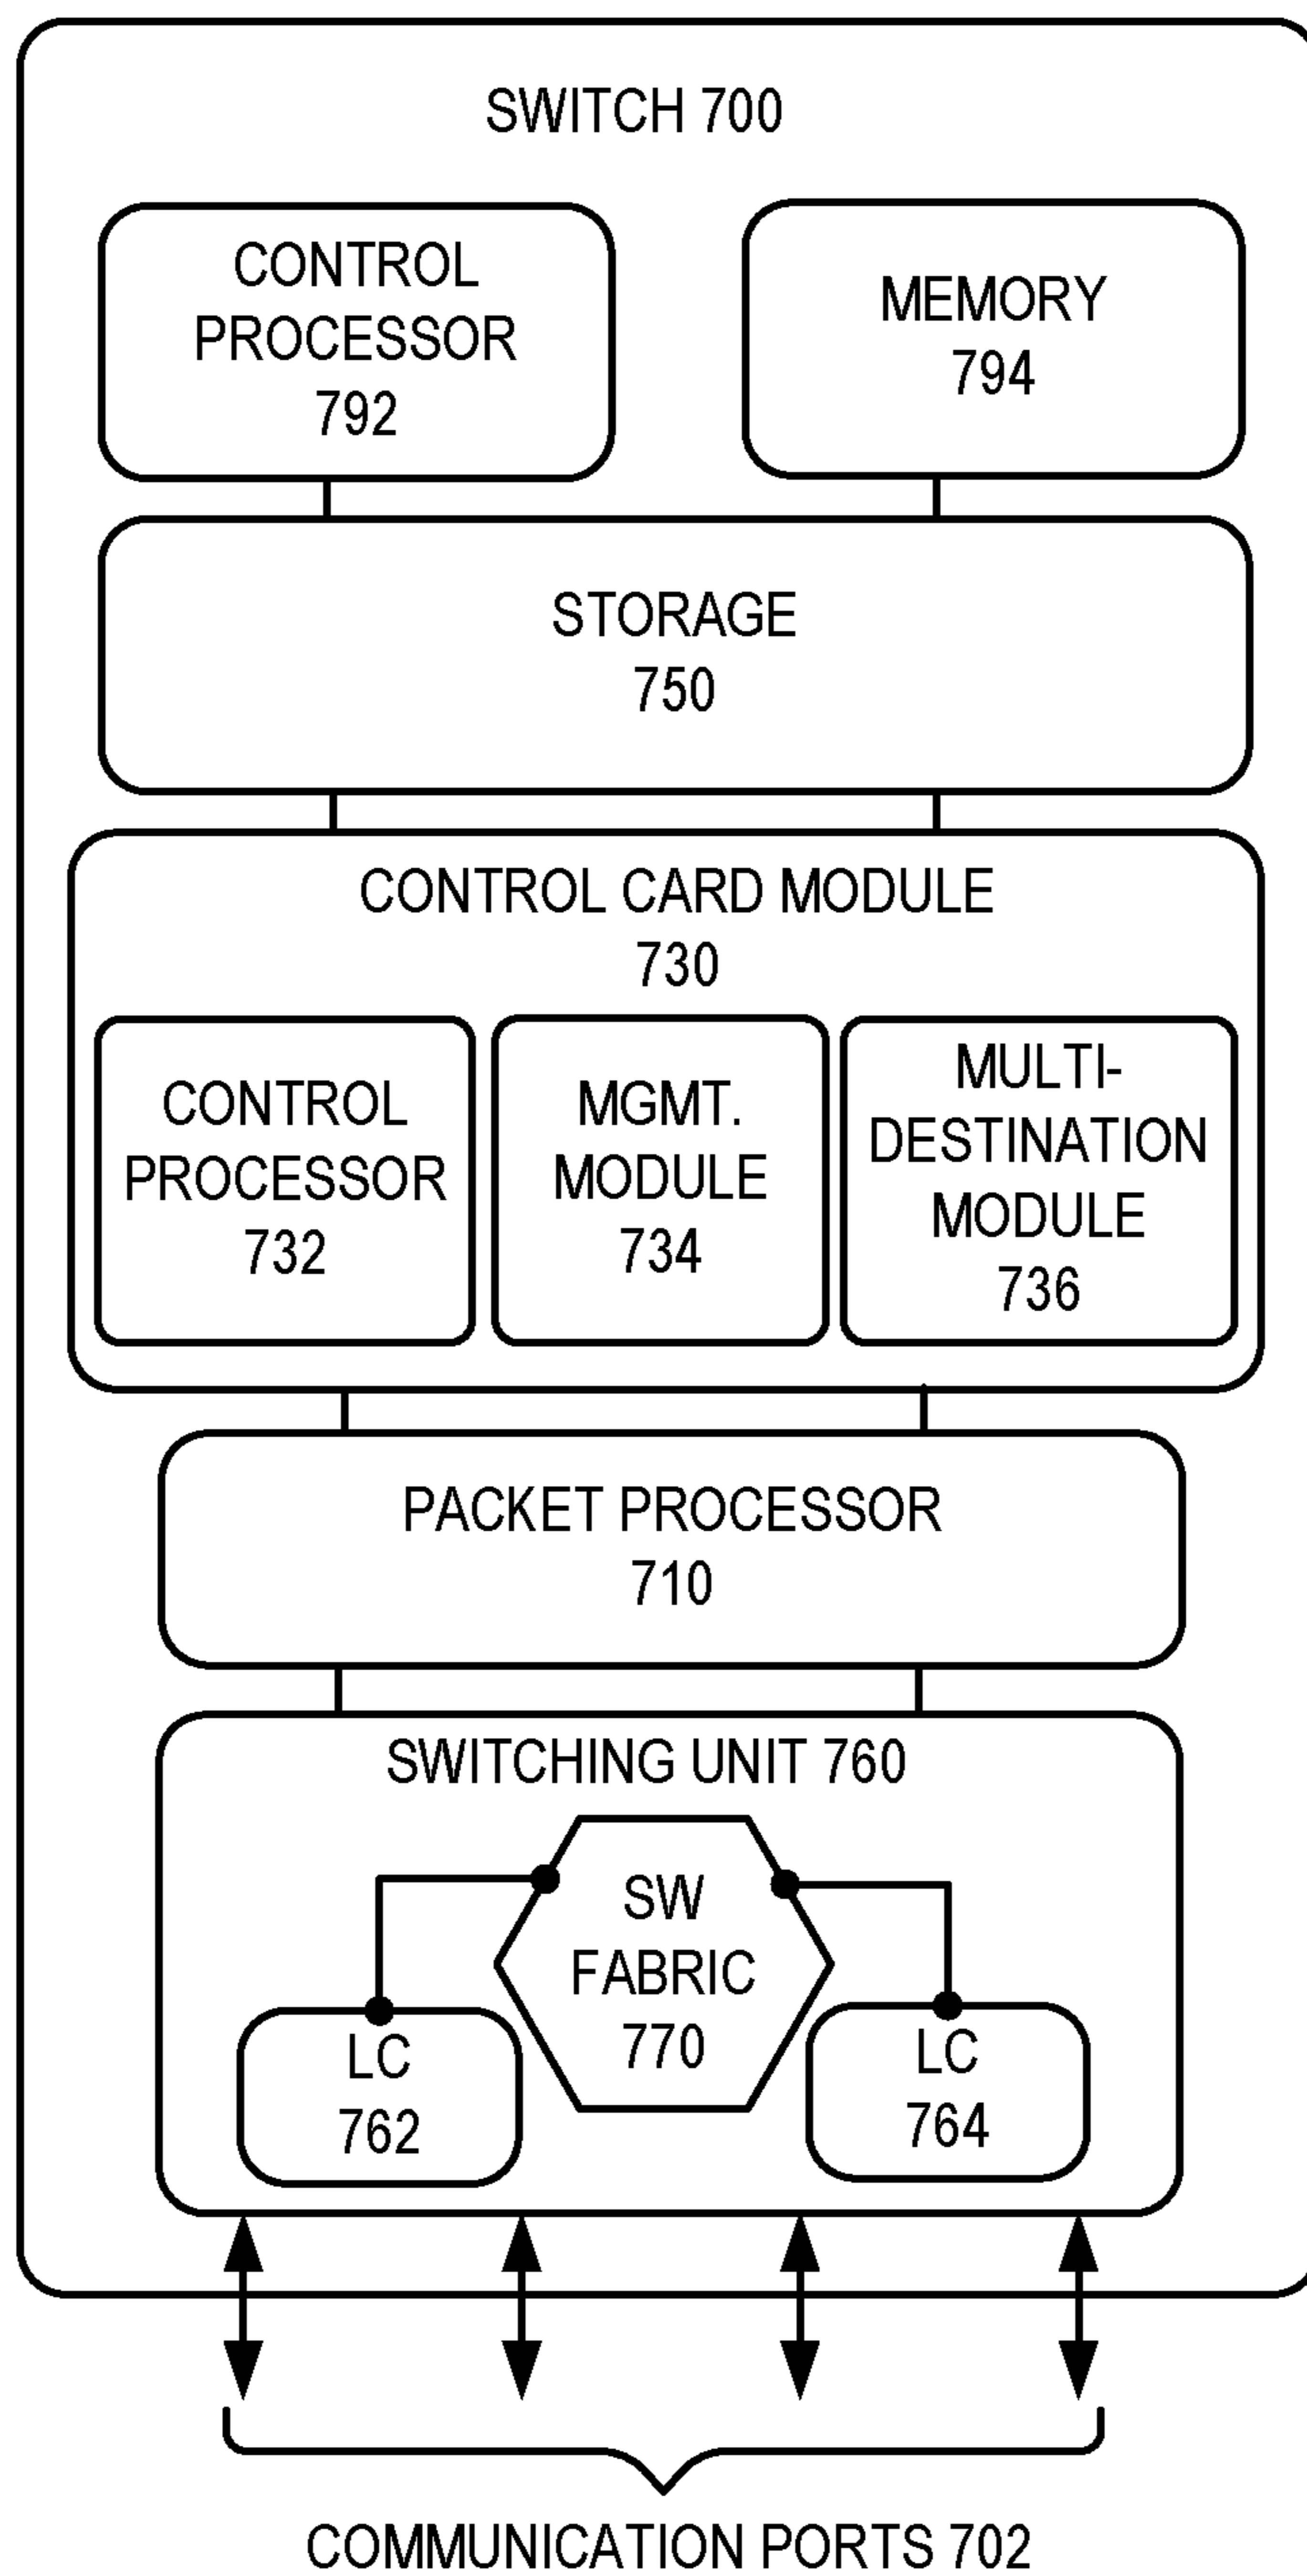 SWITCH 700
CONTROL
PROCESSOR
792
MEMORY
794
STORAGE
750
CONTROL CARD MODULE
730
CONTROL
PROCESSOR
732
MGMT.
MODULE
734
MULTI-
DESTINATION
MODULE
736
PACKET PROCESSOR
710
SWITCHING UNIT 760
SW
FABRIC
770
LC
762
LC
764
COMMUNICATION PORTS 702